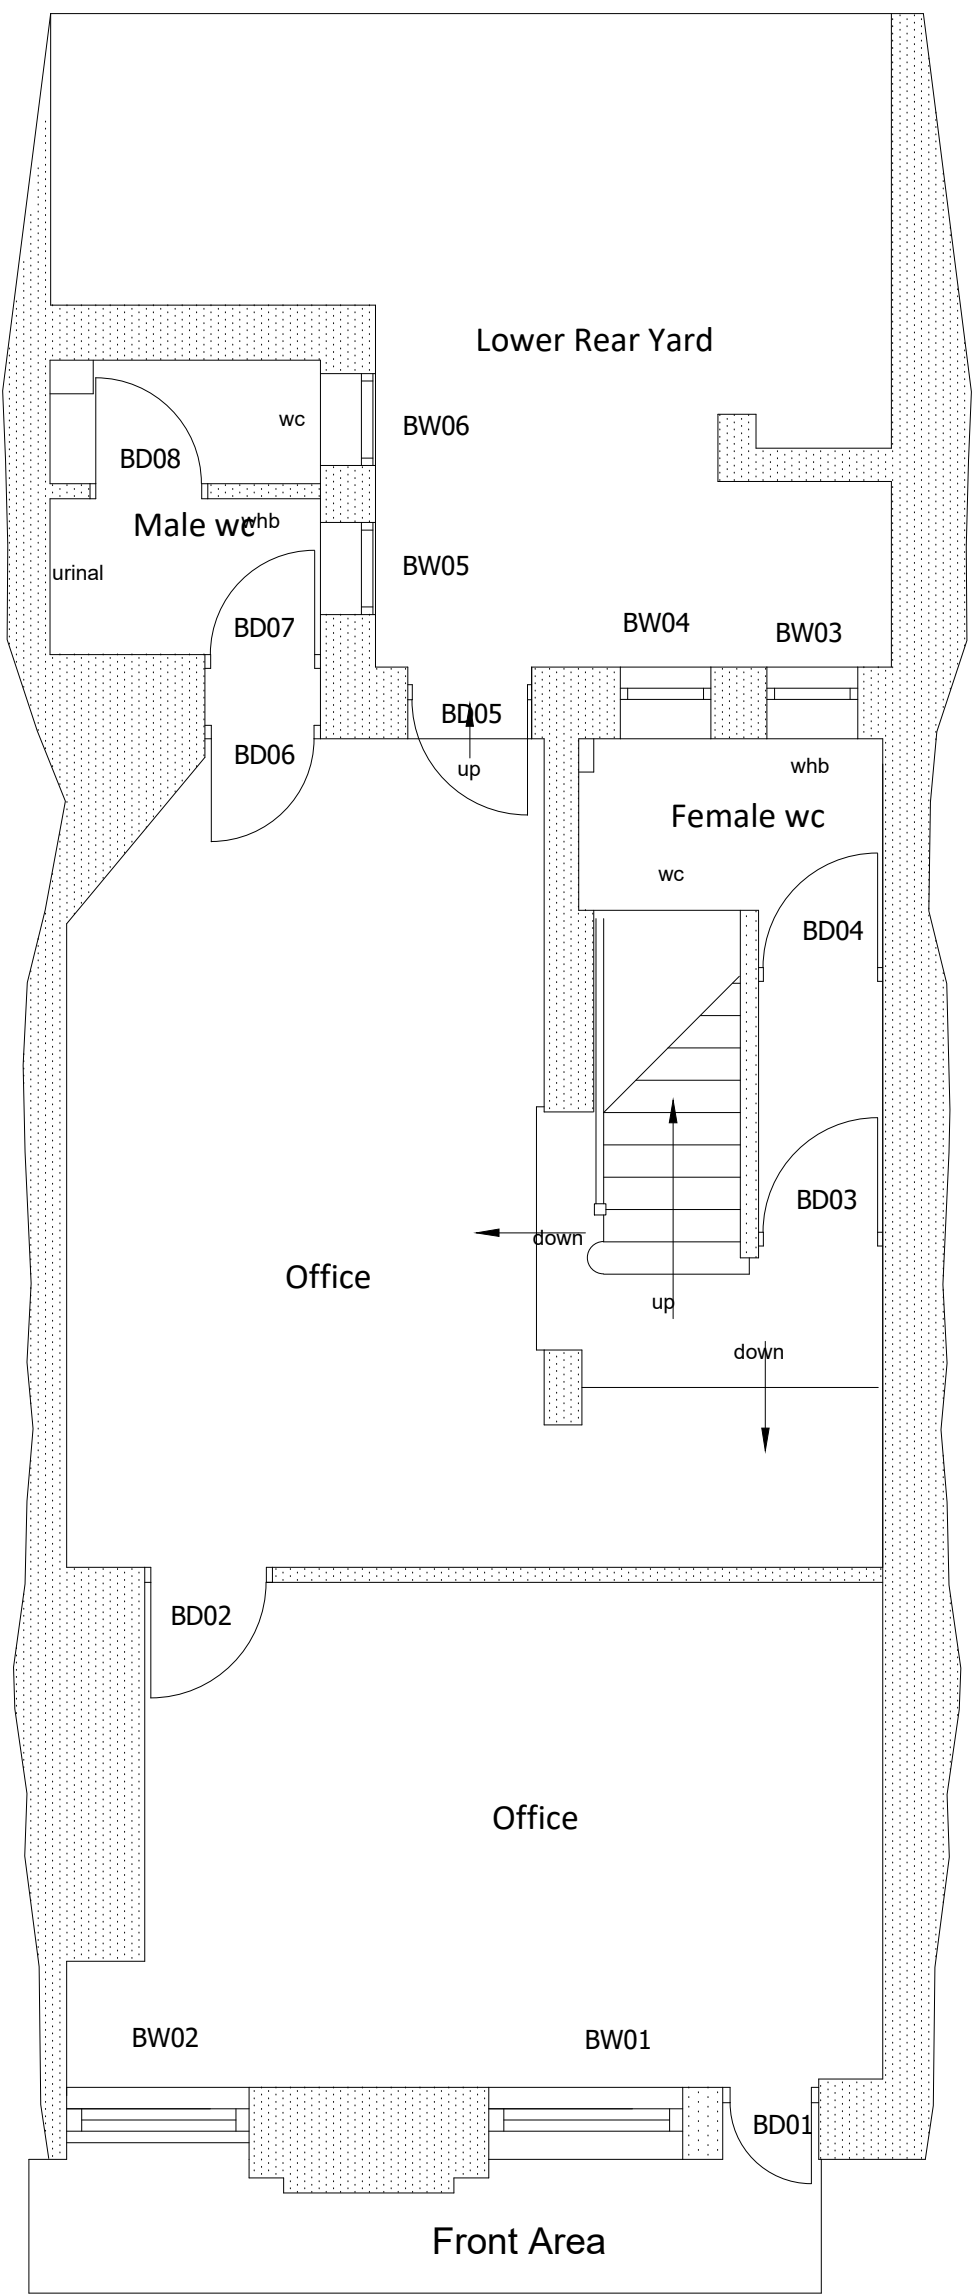 Lower Rear Yard
wc
BW06
BD08
Male wc
whb
urinal
BW05
BD07
BW04
BW03
BD05
BD06
up
whb
Female wc
wc
BD04
BD03
down
Office
up
down
BD02
Office
BW02
BW01
BD01
Front Area